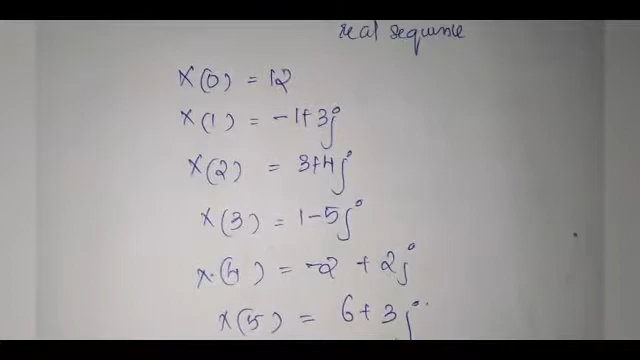 real sequence
X(0) = 12
X(1) = -1+3j
X(2) = 3+4j
X(3) = 1-5j
X(4) = -2 + 2j
X(5) = 6+3j